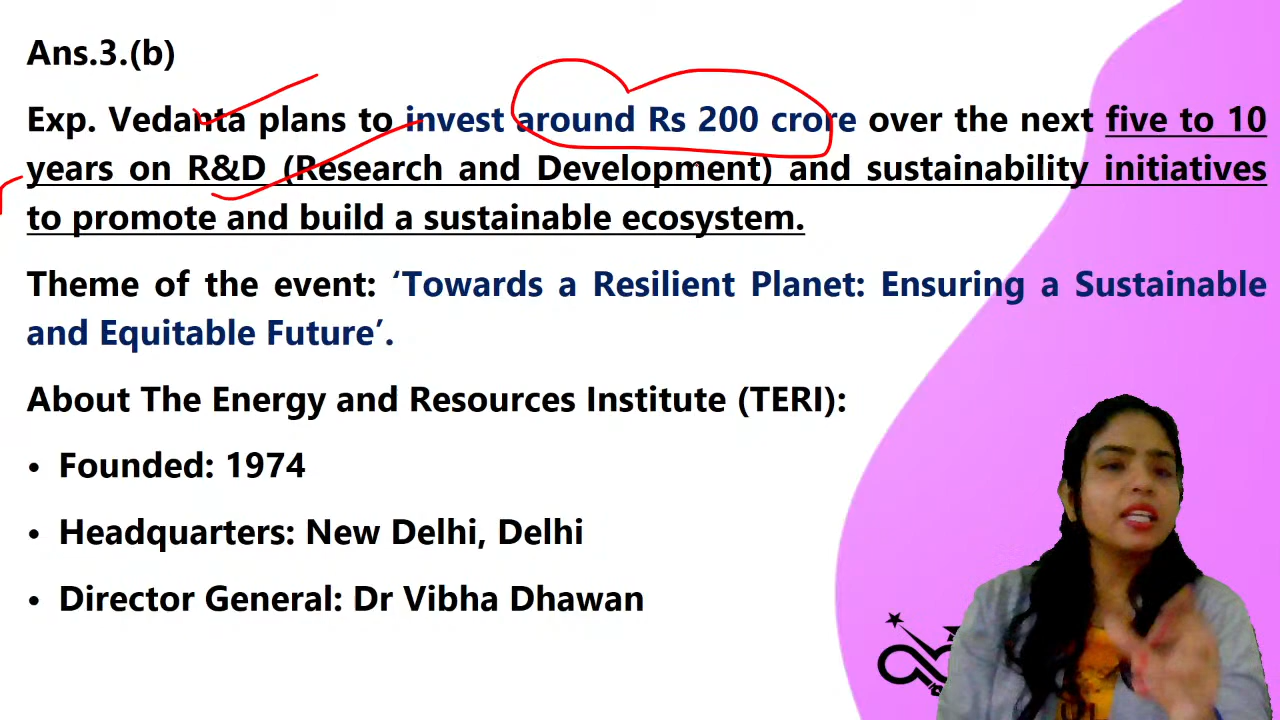 Ans.3.(b)
Exp. Vedanta plans to invest around Rs 200 crore over the next five to 10
years on R&D (Research and Development) and sustainability initiatives
to promote and build a sustainable ecosystem.
Theme of the event: ‘Towards a Resilient Planet: Ensuring a Sustainable
and Equitable Future’.
About The Energy and Resources Institute (TERI):
• Founded: 1974
• Headquarters: New Delhi, Delhi
• Director General: Dr Vibha Dhawan